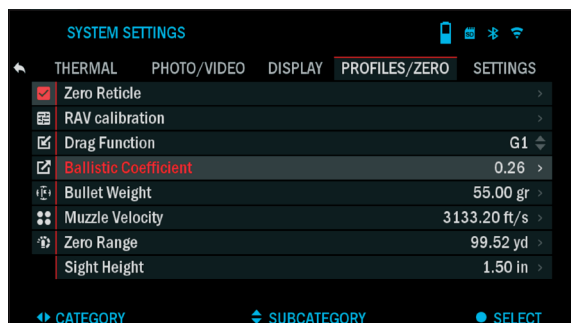 SYSTEM SETTINGS
THERMAL PHOTO/VIDEO DISPLAY PROFILES/ZERO SETTINGS
Zero Reticle
RAV calibration
Drag Function G1
Ballistic Coefficient 0.26
Bullet Weight 55.00 gr
Muzzle Velocity 3133.20 ft/s
Zero Range 99.52 yd
Sight Height 1.50 in
CATEGORY SUBCATEGORY SELECT